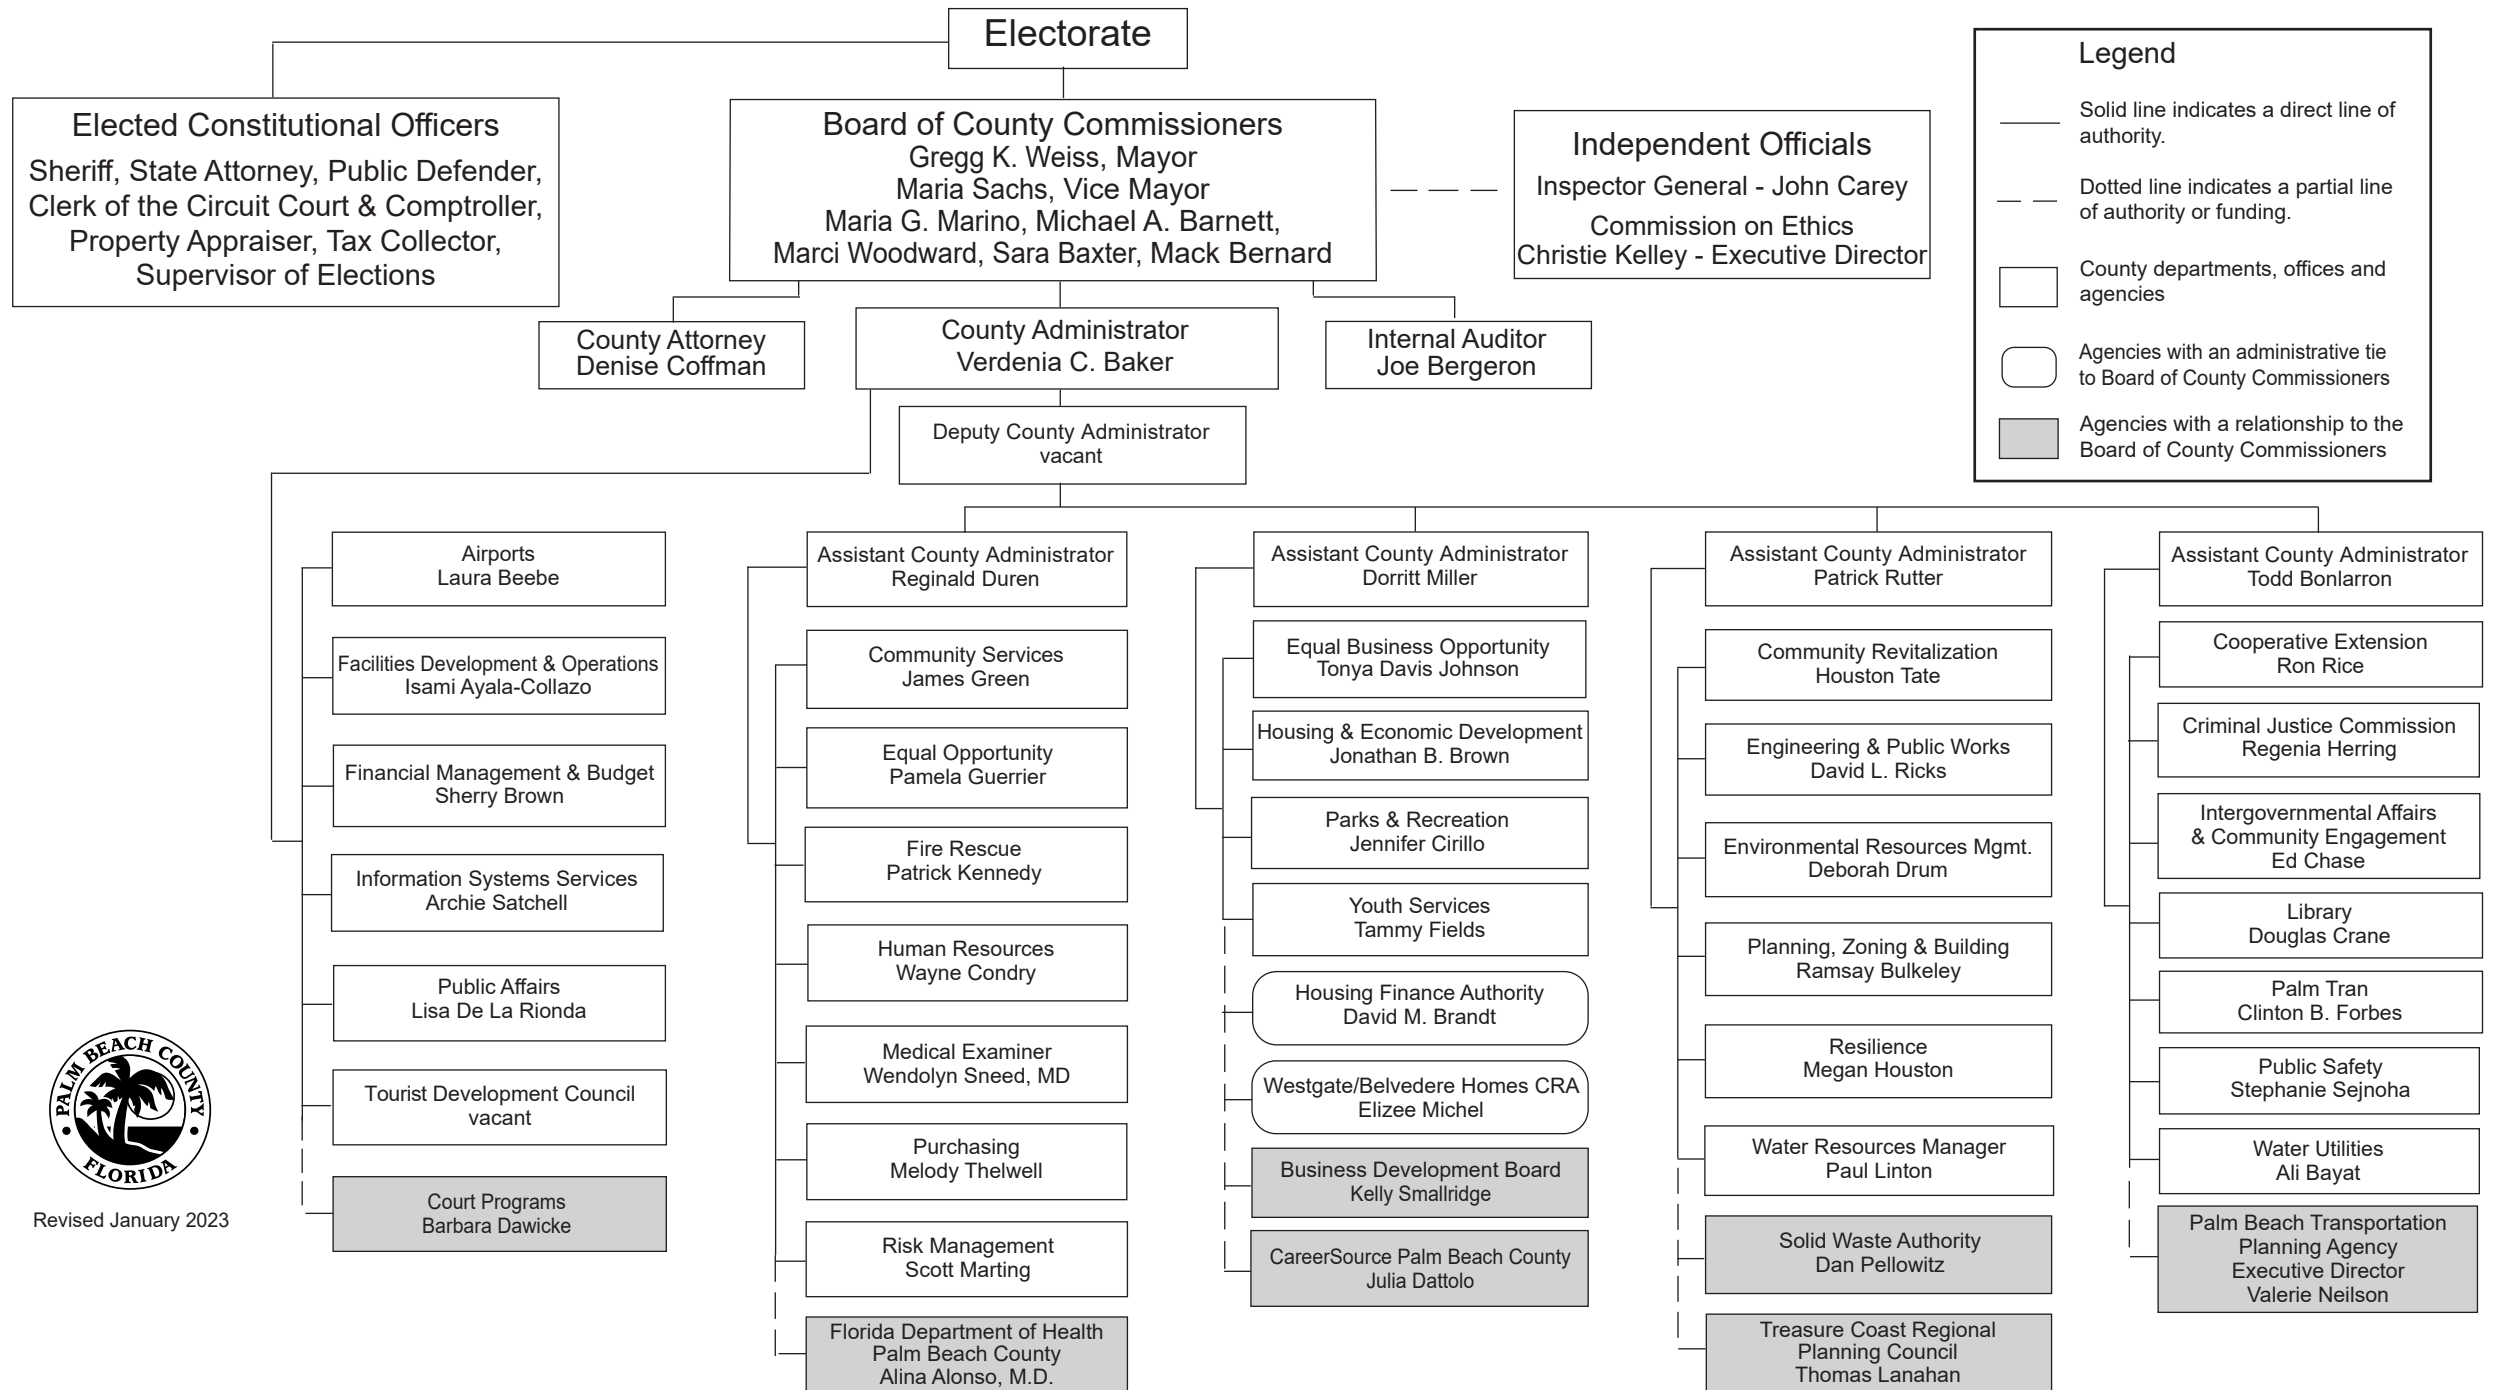 Electorate
Elected Constitutional Officers
Sheriff, State Attorney, Public Defender,
Clerk of the Circuit Court & Comptroller,
Property Appraiser, Tax Collector,
Supervisor of Elections
Board of County Commissioners
Gregg K. Weiss, Mayor
Maria Sachs, Vice Mayor
Maria G. Marino, Michael A. Barnett,
Marci Woodward, Sara Baxter, Mack Bernard
Independent Officials
Inspector General - John Carey
Commission on Ethics
Christie Kelley - Executive Director
Legend
Solid line indicates a direct line of
authority.
Dotted line indicates a partial line
of authority or funding.
County departments, offices and
agencies
Agencies with an administrative tie
to Board of County Commissioners
Agencies with a relationship to the
Board of County Commissioners
County Attorney
Denise Coffman
County Administrator
Verdenia C. Baker
Internal Auditor
Joe Bergeron
Deputy County Administrator
vacant
Airports
Laura Beebe
Facilities Development & Operations
Isami Ayala-Collazo
Financial Management & Budget
Sherry Brown
Information Systems Services
Archie Satchell
Public Affairs
Lisa De La Rionda
Tourist Development Council
vacant
Court Programs
Barbara Dawicke
Assistant County Administrator
Reginald Duren
Community Services
James Green
Equal Opportunity
Pamela Guerrier
Fire Rescue
Patrick Kennedy
Human Resources
Wayne Condry
Medical Examiner
Wendolyn Sneed, MD
Purchasing
Melody Thelwell
Risk Management
Scott Marting
Florida Department of Health
Palm Beach County
Alina Alonso, M.D.
Assistant County Administrator
Dorritt Miller
Equal Business Opportunity
Tonya Davis Johnson
Housing & Economic Development
Jonathan B. Brown
Parks & Recreation
Jennifer Cirillo
Youth Services
Tammy Fields
Housing Finance Authority
David M. Brandt
Westgate/Belvedere Homes CRA
Elizee Michel
Business Development Board
Kelly Smallridge
CareerSource Palm Beach County
Julia Dattolo
Assistant County Administrator
Patrick Rutter
Community Revitalization
Houston Tate
Engineering & Public Works
David L. Ricks
Environmental Resources Mgmt.
Deborah Drum
Planning, Zoning & Building
Ramsay Bulkeley
Resilience
Megan Houston
Water Resources Manager
Paul Linton
Solid Waste Authority
Dan Pellowitz
Treasure Coast Regional
Planning Council
Thomas Lanahan
Assistant County Administrator
Todd Bonlarron
Cooperative Extension
Ron Rice
Criminal Justice Commission
Regenia Herring
Intergovernmental Affairs
& Community Engagement
Ed Chase
Library
Douglas Crane
Palm Tran
Clinton B. Forbes
Public Safety
Stephanie Sejnoha
Water Utilities
Ali Bayat
Palm Beach Transportation
Planning Agency
Executive Director
Valerie Neilson
PALM BEACH COUNTY
FLORIDA
Revised January 2023